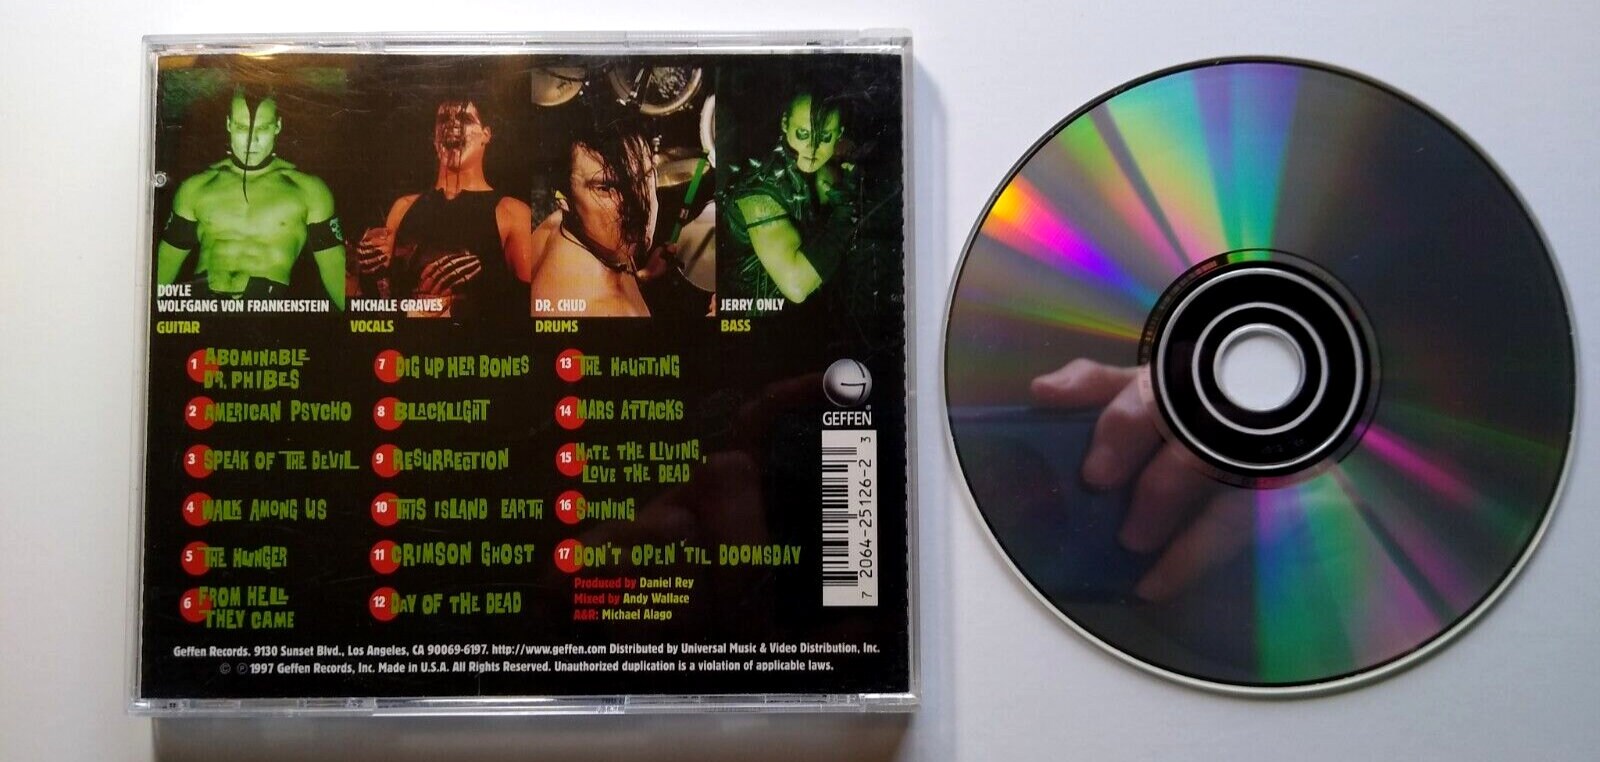 DOYLE
WOLFGANG VON FRANKENSTEIN
GUITAR
MICHALE GRAVES
VOCALS
DR. CHUD
DRUMS
JERRY ONLY
BASS
1 ABOMINABLE
DR. PHIBES
2 AMERICAN PSYCHO
3 SPEAK OF THE DEVIL
4 WALK AMONG US
5 THE HUNGER
6 FROM HELL
THEY CAME
7 DIG UP HER BONES
8 BLACKLIGHT
9 RESURRECTION
10 THIS ISLAND EARTH
11 CRIMSON GHOST
12 DAY OF THE DEAD
13 THE HAUNTING
14 MARS ATTACKS
15 HATE THE LIVING,
LOVE THE DEAD
16 SHINING
17 DON'T OPEN 'TIL DOOMSDAY
Produced by Daniel Rey
Mixed by Andy Wallace
A&R: Michael Alago
GEFFEN®
7 2064-25126-2 3
Geffen Records. 9130 Sunset Blvd., Los Angeles, CA 90069-6197. http://www.geffen.com Distributed by Universal Music & Video Distribution, Inc.
© ℗ 1997 Geffen Records, Inc. Made in U.S.A. All Rights Reserved. Unauthorized duplication is a violation of applicable laws.